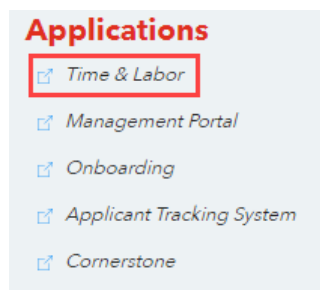 Applications
Time & Labor
Management Portal
Onboarding
Applicant Tracking System
Cornerstone